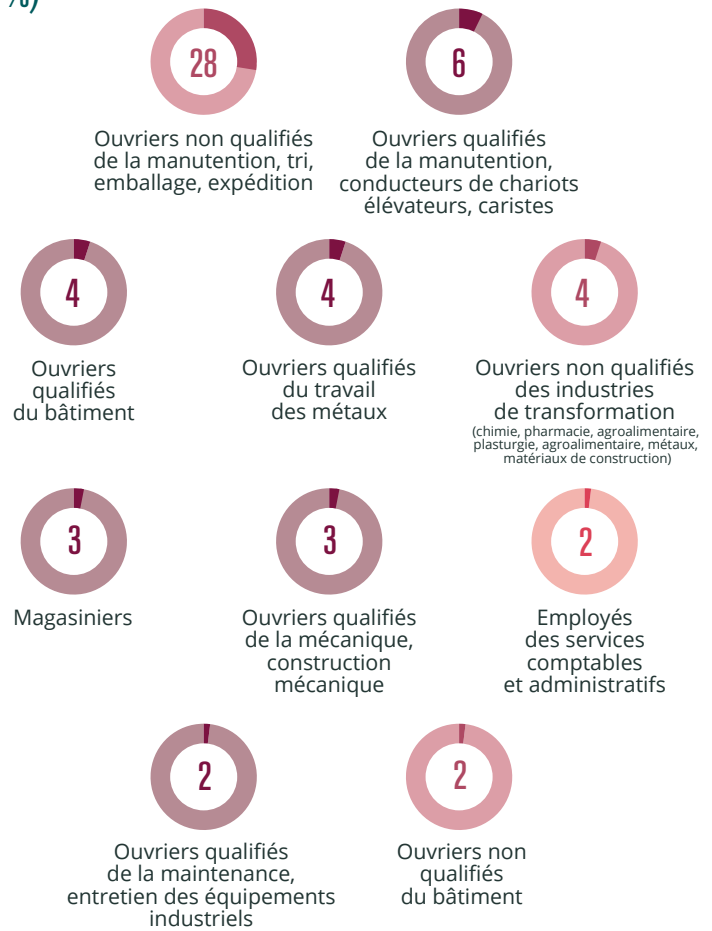 %)
28
6
Ouvriers non qualifiés
de la manutention, tri,
emballage, expédition
Ouvriers qualifiés
de la manutention,
conducteurs de chariots
élévateurs, caristes
4
4
4
Ouvriers
qualifiés
du bâtiment
Ouvriers qualifiés
du travail
des métaux
Ouvriers non qualifiés
des industries
de transformation
(chimie, pharmacie, agroalimentaire,
plasturgie, agroalimentaire, métaux,
matériaux de construction)
3
3
2
Magasiniers
Ouvriers qualifiés
de la mécanique,
construction
mécanique
Employés
des services
comptables
et administratifs
2
2
Ouvriers qualifiés
de la maintenance,
entretien des équipements
industriels
Ouvriers non
qualifiés
du bâtiment